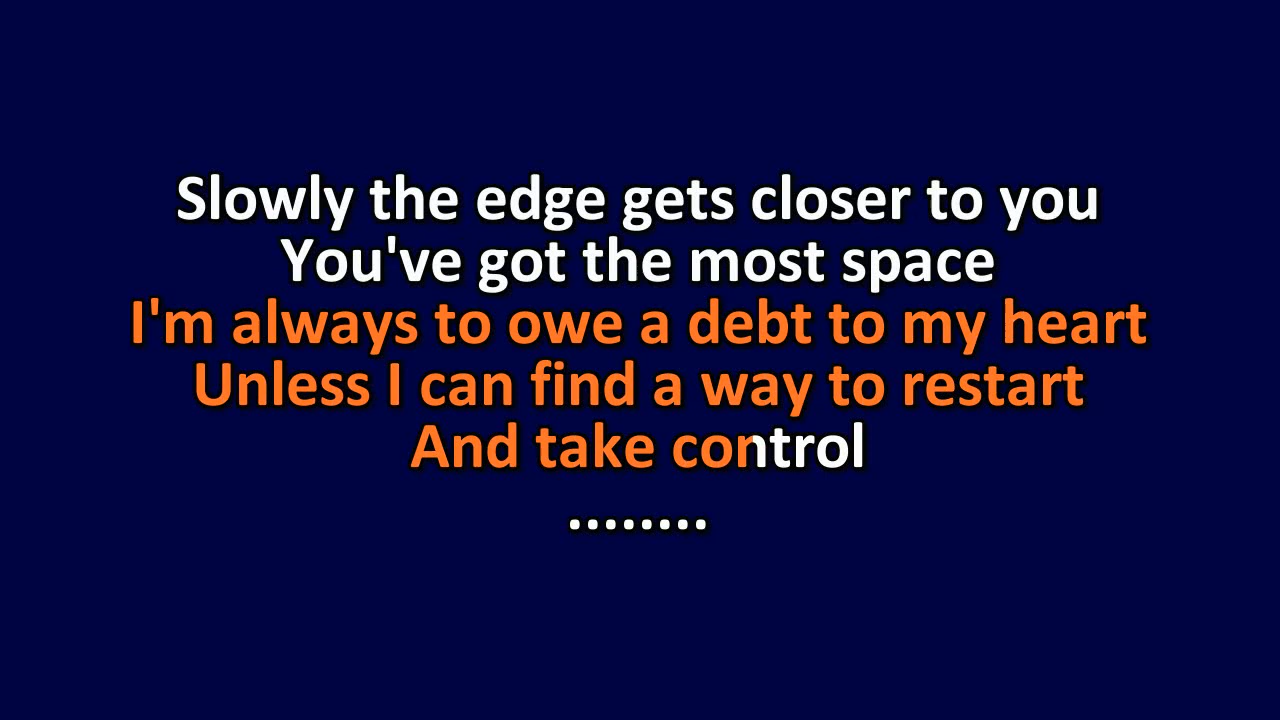 Slowly the edge gets closer to you
You've got the most space
I'm always to owe a debt to my heart
Unless I can find a way to restart
And take control
........